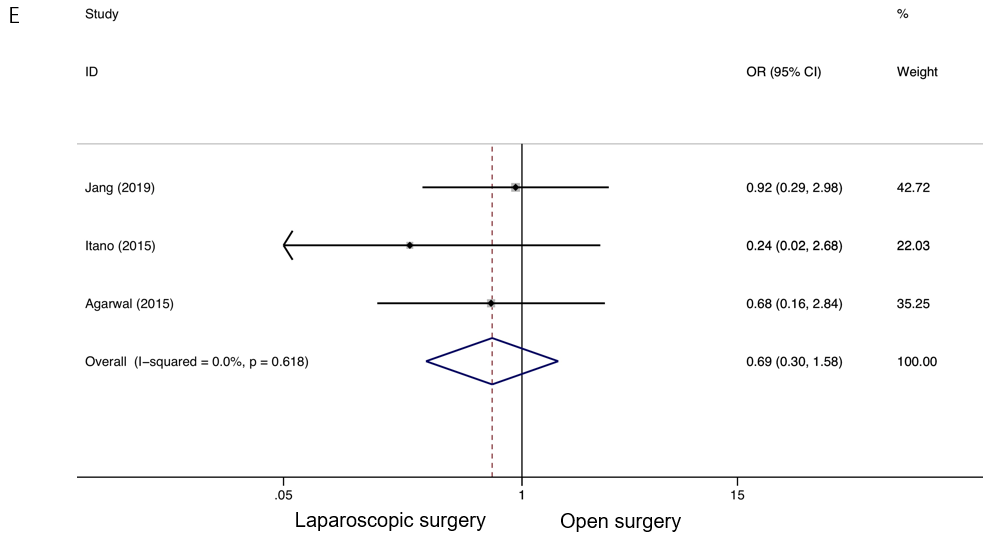 E
Study %
ID OR (95% CI) Weight
Jang (2019) 0.92 (0.29, 2.98) 42.72
Itano (2015) 0.24 (0.02, 2.68) 22.03
Agarwal (2015) 0.68 (0.16, 2.84) 35.25
Overall (I−squared = 0.0%, p = 0.618) 0.69 (0.30, 1.58) 100.00
.05 1 15
Laparoscopic surgery Open surgery